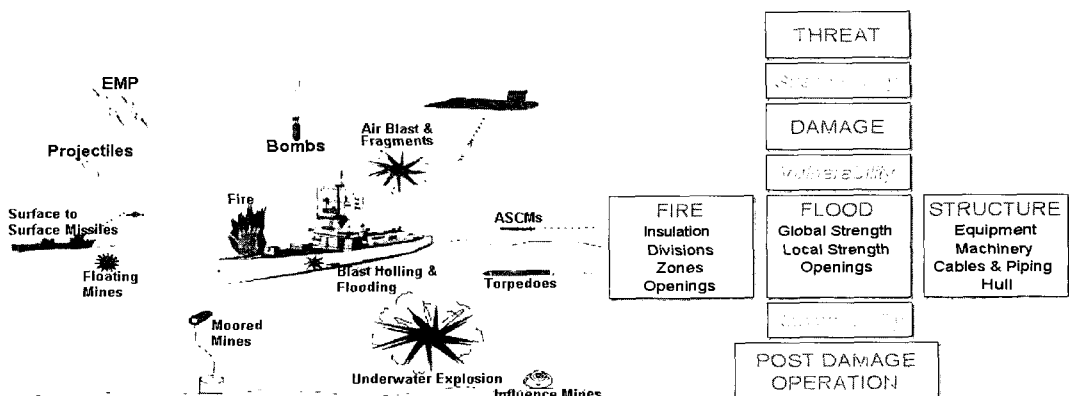 EMP
Projectiles
Bombs
Air Blast &
Fragments
Surface to
Surface Missiles
Fire
ASCMs
Floating
Mines
Blast Holling &
Flooding
Torpedoes
Moored
Mines
Underwater Explosion
Influence Mines
THREAT
DAMAGE
Vulnerability
FIRE
Insulation
Divisions
Zones
Openings
FLOOD
Global Strength
Local Strength
Openings
STRUCTURE
Equipment
Machinery
Cables & Piping
Hull
POST DAMAGE
OPERATION